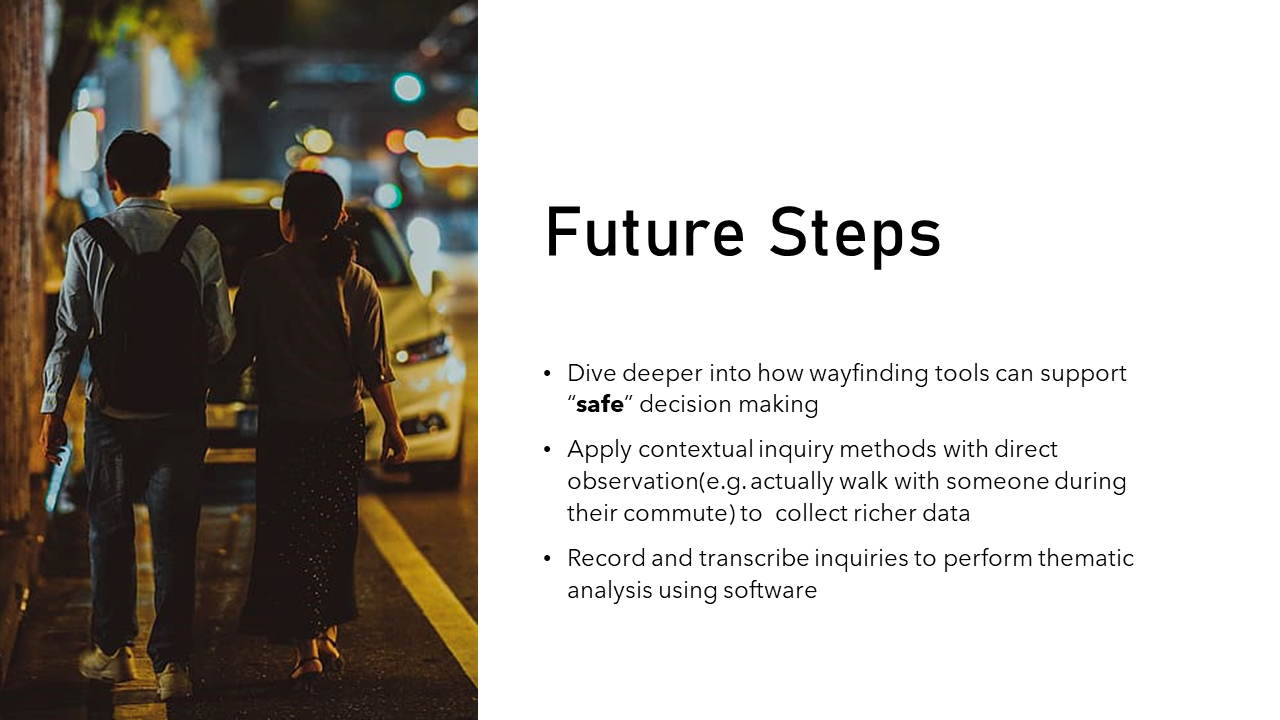 Future Steps
• Dive deeper into how wayfinding tools can support
“safe” decision making
• Apply contextual inquiry methods with direct
observation(e.g. actually walk with someone during
their commute) to  collect richer data
• Record and transcribe inquiries to perform thematic
analysis using software